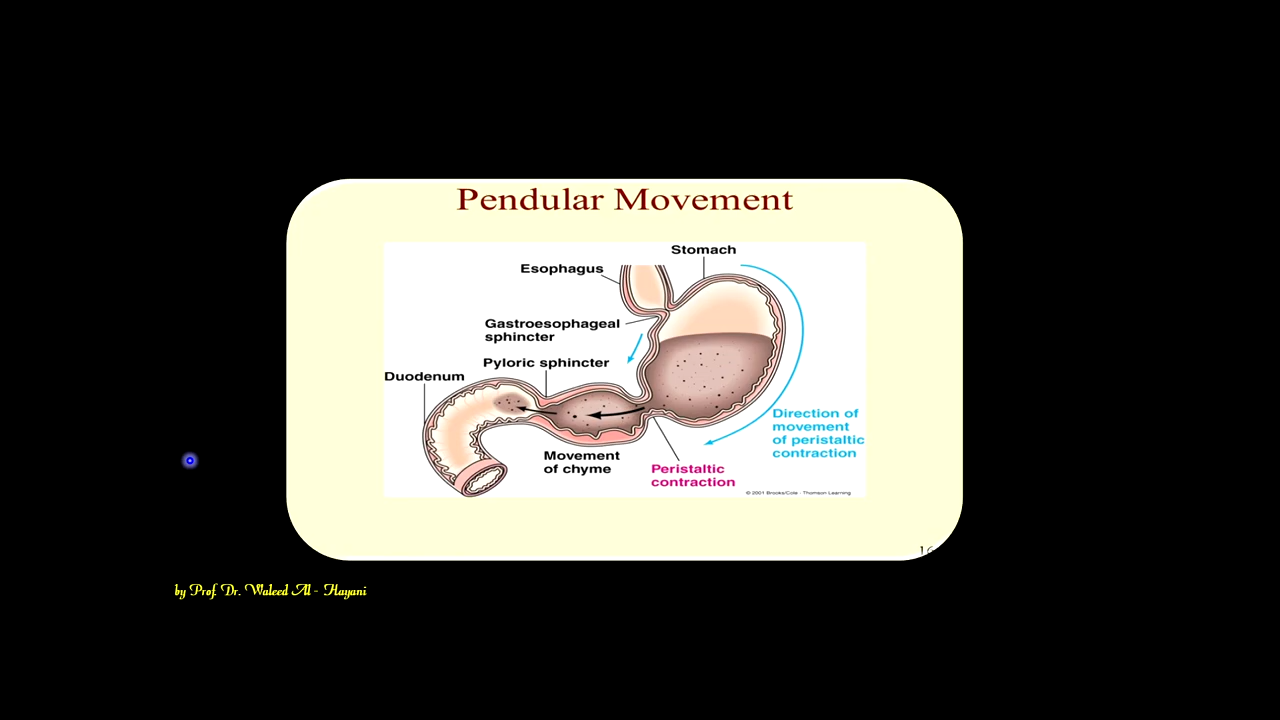 Pendular Movement
Stomach
Esophagus
Gastroesophageal
sphincter
Pyloric sphincter
Duodenum
Direction of
movement
of peristaltic
contraction
Movement
of chyme
Peristaltic
contraction
© 2001 Brooks/Cole - Thomson Learning
by Prof. Dr. Waleed Al - Hayani